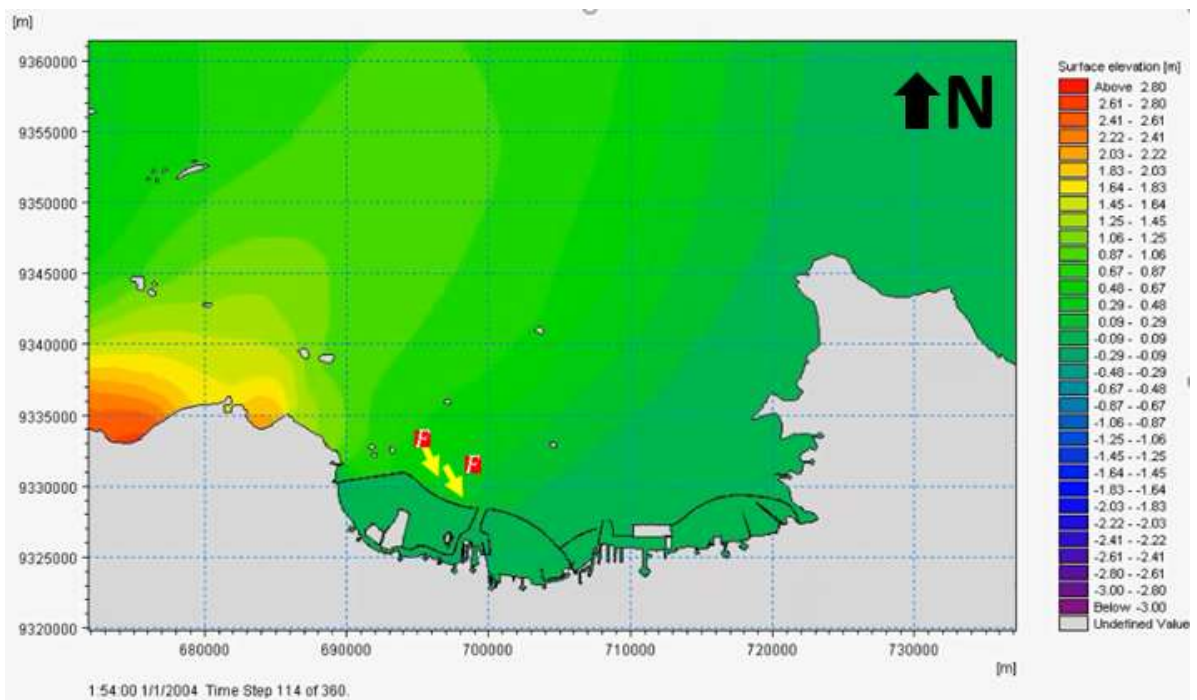 [m]
9360000
9355000
9350000
9345000
9340000
9335000
9330000
9325000
9320000
680000
690000
700000
710000
720000
730000
[m]
N
F
F
1:54:00 1/1/2004 Time Step 114 of 360.
Surface elevation [m]
Above 2.80
2.61 - 2.80
2.41 - 2.61
2.22 - 2.41
2.03 - 2.22
1.83 - 2.03
1.64 - 1.83
1.45 - 1.64
1.25 - 1.45
1.06 - 1.25
0.87 - 1.06
0.67 - 0.87
0.48 - 0.67
0.29 - 0.48
0.09 - 0.29
-0.09 - 0.09
-0.29 - -0.09
-0.48 - -0.29
-0.67 - -0.48
-0.87 - -0.67
-1.06 - -0.87
-1.25 - -1.06
-1.45 - -1.25
-1.64 - -1.45
-1.83 - -1.64
-2.03 - -1.83
-2.22 - -2.03
-2.41 - -2.22
-2.61 - -2.41
-2.80 - -2.61
-3.00 - -2.80
Below -3.00
Undefined Value